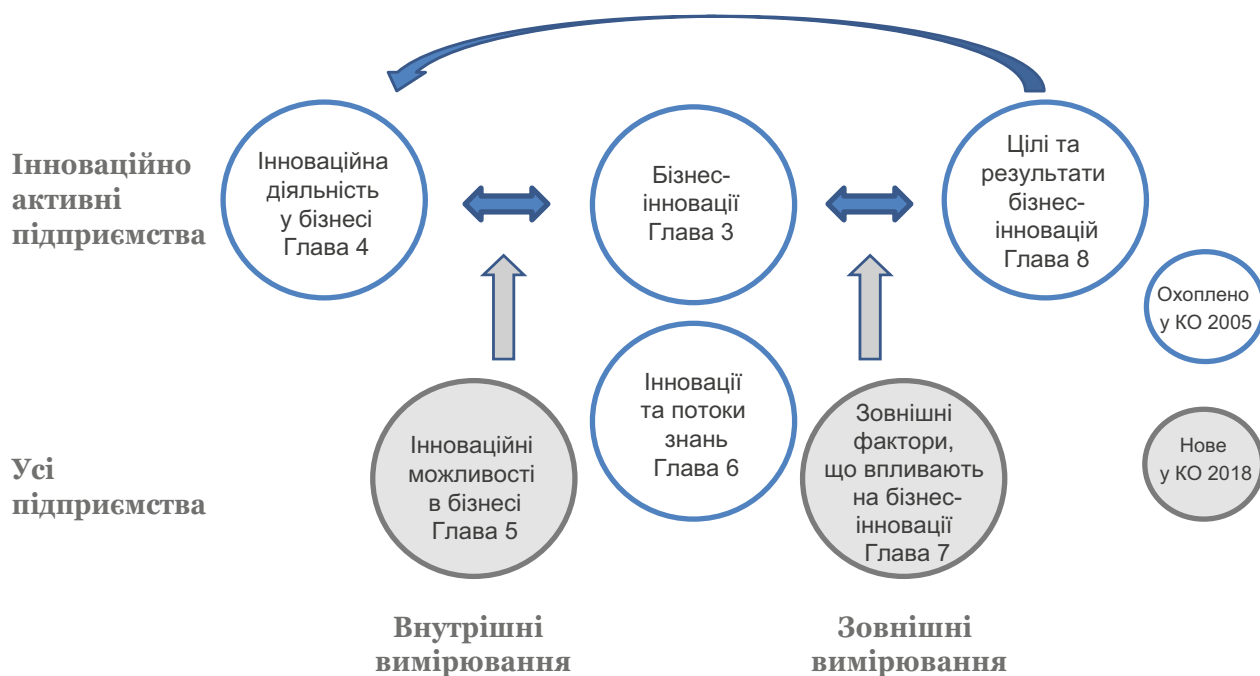 Інноваційно
активні
підприємства
Інноваційна
діяльність
у бізнесі
Глава 4
Бізнес-
інновації
Глава 3
Цілі та
результати
бізнес-
інновацій
Глава 8
Охоплено
у КО 2005
Усі
підприємства
Інноваційні
можливості
в бізнесі
Глава 5
Інновації
та потоки
знань
Глава 6
Зовнішні
фактори,
що впливають
на бізнес-
інновації
Глава 7
Нове
у КО 2018
Внутрішні
вимірювання
Зовнішні
вимірювання